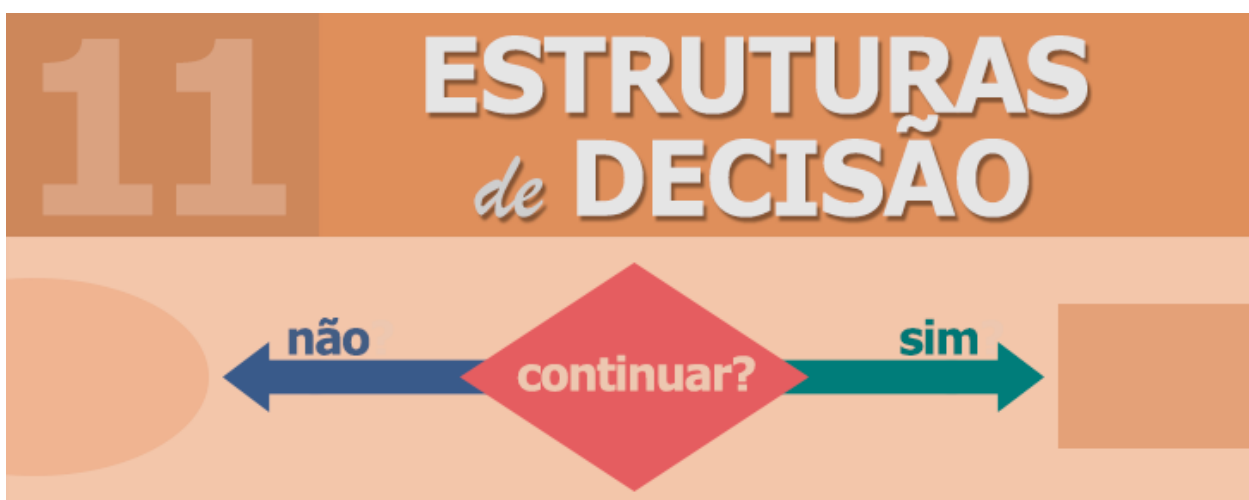 11
ESTRUTURAS
de DECISÃO
não
continuar?
sim